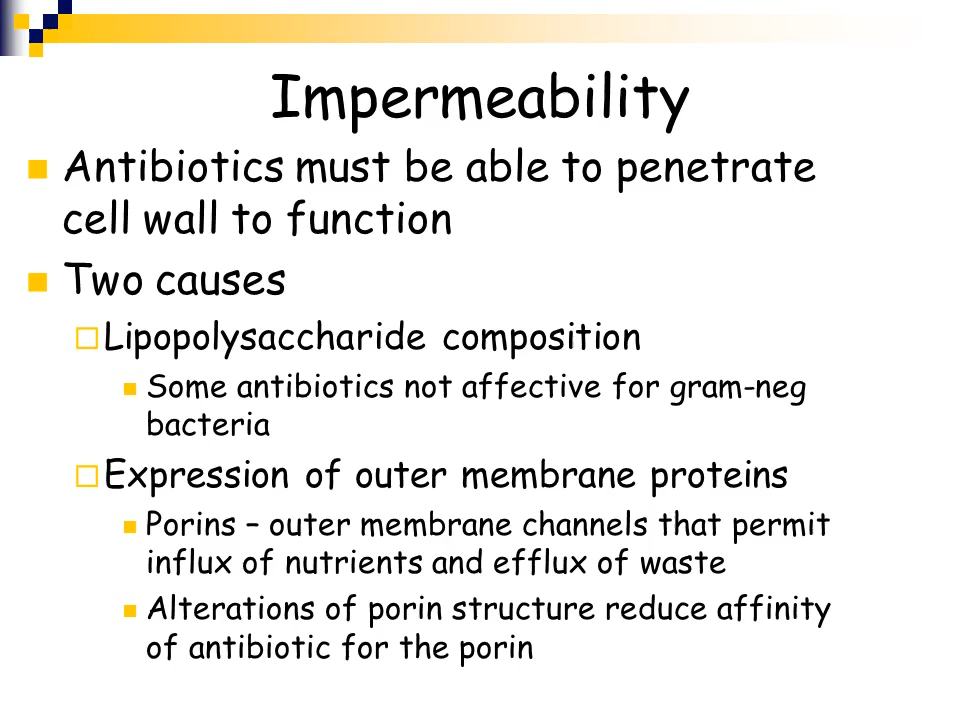 Impermeability
Antibiotics must be able to penetrate
cell wall to function
Two causes
Lipopolysaccharide composition
Some antibiotics not affective for gram-neg
bacteria
Expression of outer membrane proteins
Porins – outer membrane channels that permit
influx of nutrients and efflux of waste
Alterations of porin structure reduce affinity
of antibiotic for the porin